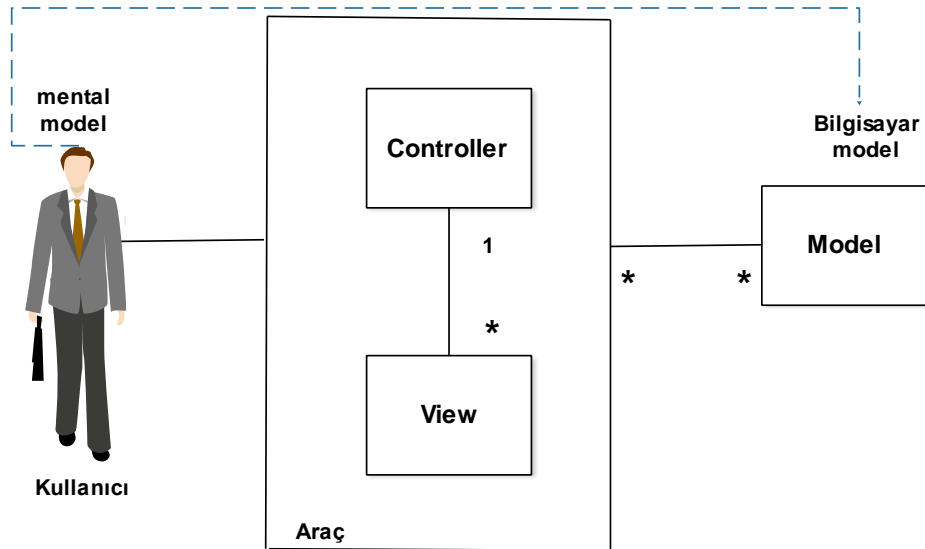 mental
model
Controller
Bilgisayar
model
1
Model
*
*
*
View
Kullanıcı
Araç